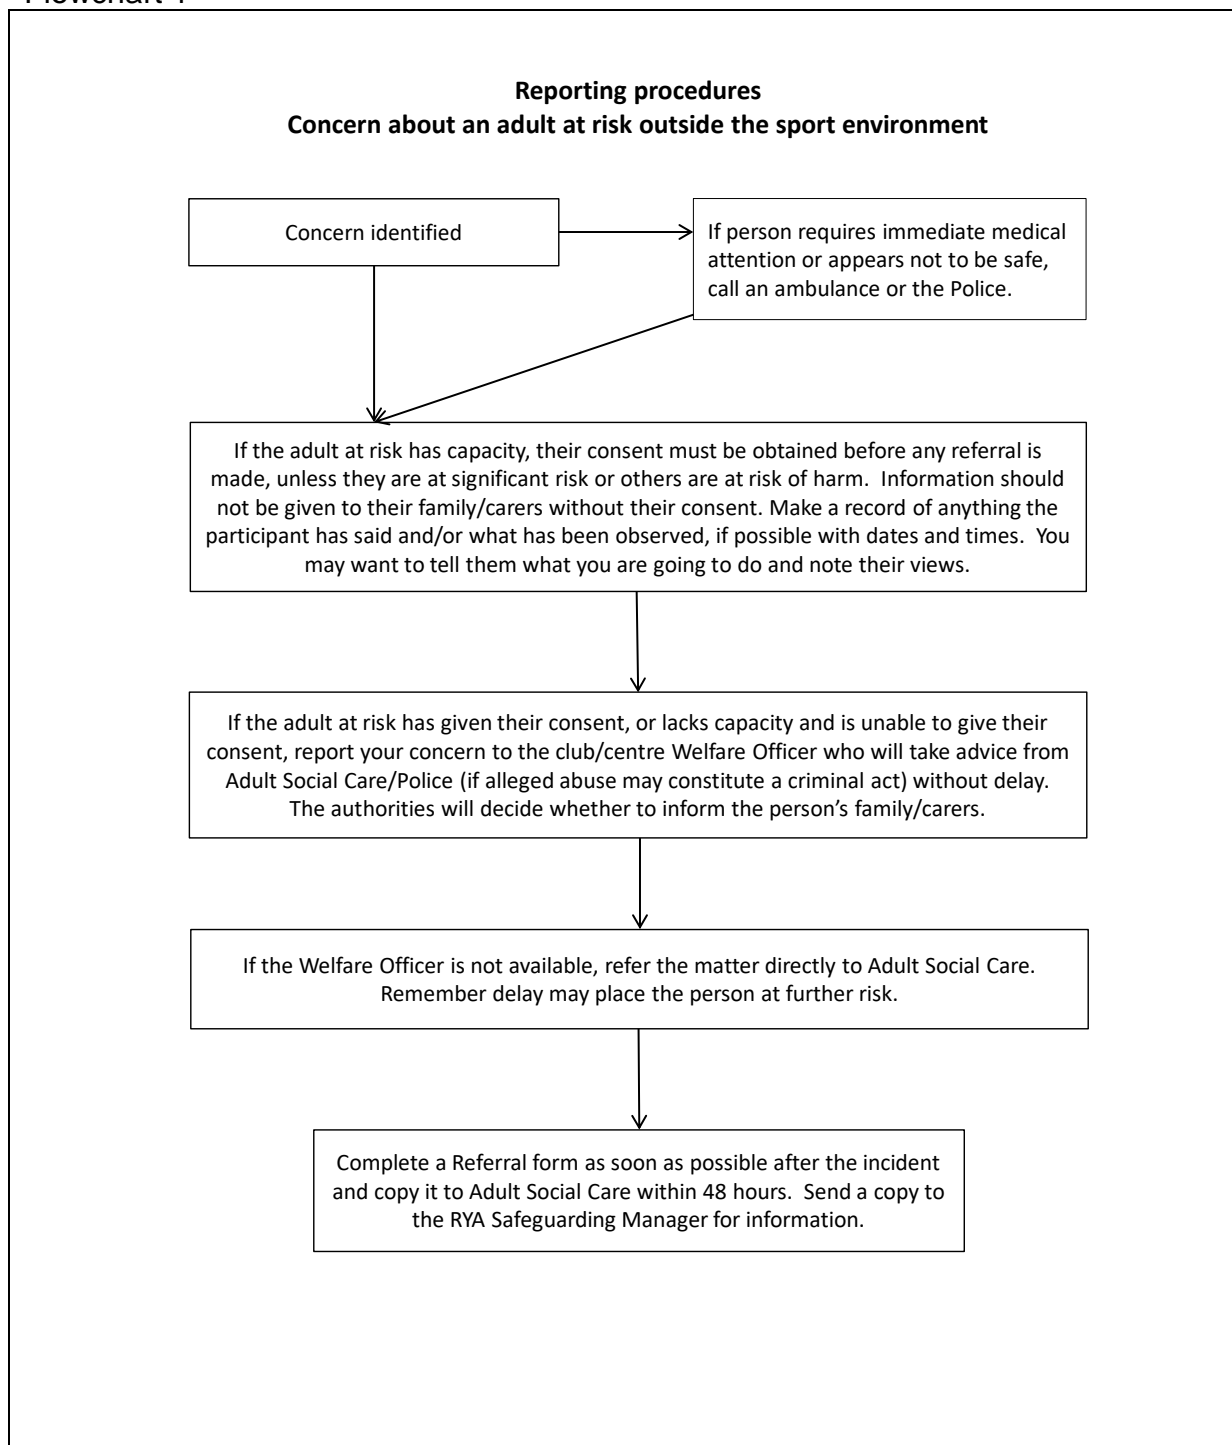 Flowchart 1
Reporting procedures
Concern about an adult at risk outside the sport environment
Concern identified
If person requires immediate medical
attention or appears not to be safe,
call an ambulance or the Police.
If the adult at risk has capacity, their consent must be obtained before any referral is
made, unless they are at significant risk or others are at risk of harm.  Information should
not be given to their family/carers without their consent. Make a record of anything the
participant has said and/or what has been observed, if possible with dates and times.  You
may want to tell them what you are going to do and note their views.
If the adult at risk has given their consent, or lacks capacity and is unable to give their
consent, report your concern to the club/centre Welfare Officer who will take advice from
Adult Social Care/Police (if alleged abuse may constitute a criminal act) without delay.
The authorities will decide whether to inform the person’s family/carers.
If the Welfare Officer is not available, refer the matter directly to Adult Social Care.
Remember delay may place the person at further risk.
Complete a Referral form as soon as possible after the incident
and copy it to Adult Social Care within 48 hours.  Send a copy to
the RYA Safeguarding Manager for information.